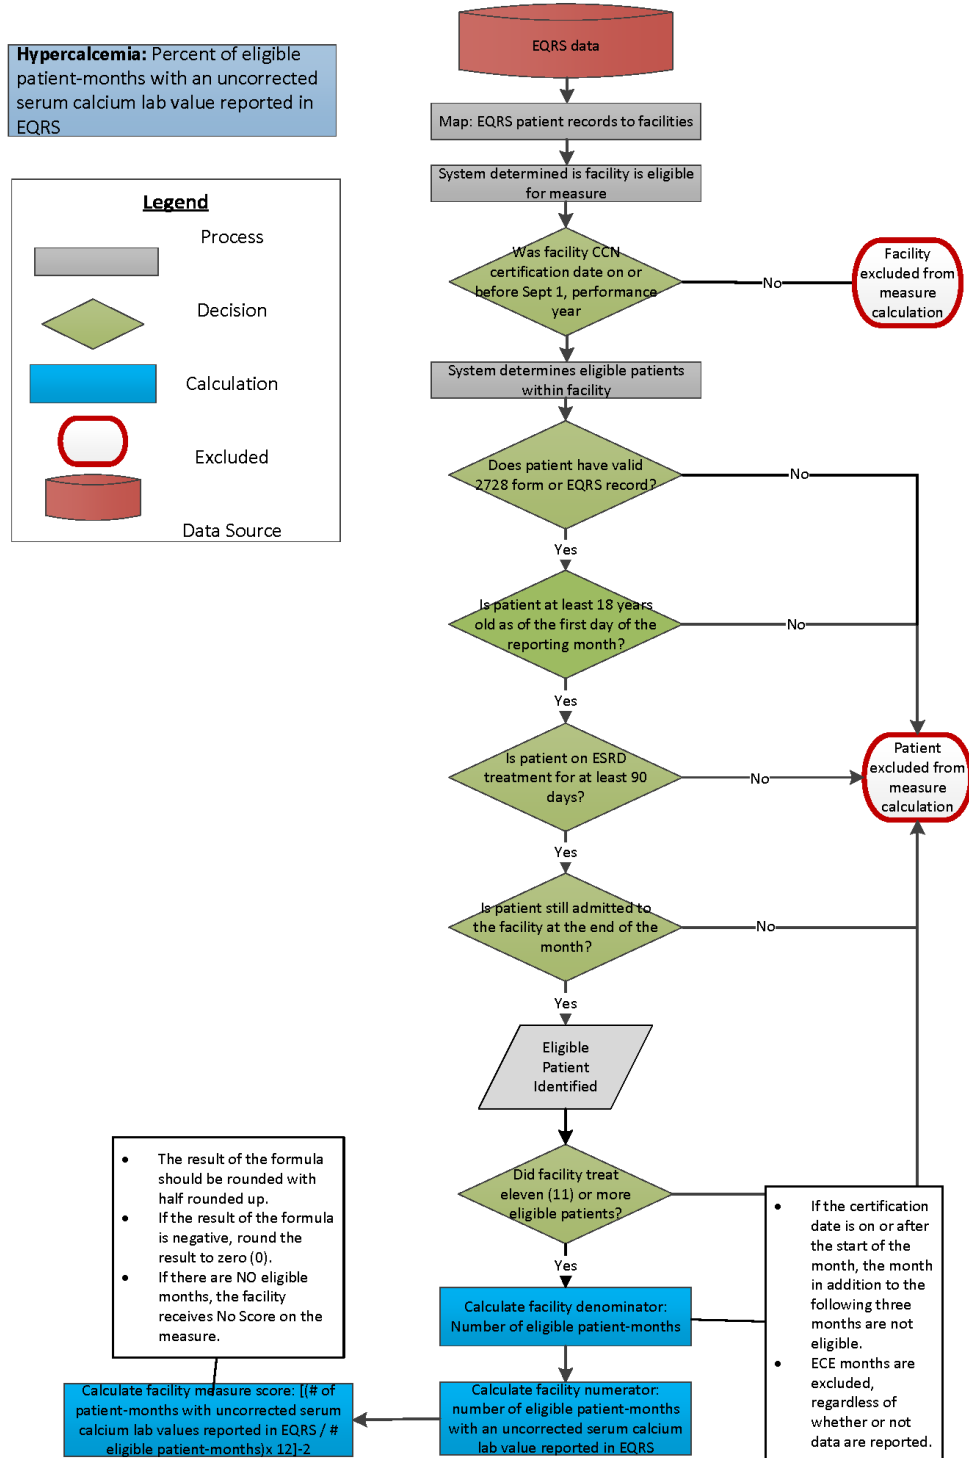 EQRS data
Hypercalcemia: Percent of eligible
patient-months with an uncorrected
serum calcium lab value reported in
EQRS
Map: EQRS patient records to facilities
System determined is facility is eligible
for measure
Legend
Process
Decision
Calculation
Excluded
Data Source
Was facility CCN
certification date on or
before Sept 1, performance
year
No
Facility
excluded from
measure
calculation
System determines eligible patients
within facility
Does patient have valid
2728 form or EQRS record?
No
Yes
Is patient at least 18 years
old as of the first day of the
reporting month?
No
Yes
Is patient on ESRD
treatment for at least 90
days?
No
Patient
excluded from
measure
calculation
Yes
Is patient still admitted to
the facility at the end of the
month?
No
Yes
Eligible
Patient
Identified
Did facility treat
eleven (11) or more
eligible patients?
Yes
• The result of the formula
should be rounded with
half rounded up.
• If the result of the formula
is negative, round the
result to zero (0).
• If there are NO eligible
months, the facility
receives No Score on the
measure.
• If the certification
date is on or after
the start of the
month, the month
in addition to the
following three
months are not
eligible.
• ECE months are
excluded,
regardless of
whether or not
data are reported.
Calculate facility denominator:
Number of eligible patient-months
Calculate facility numerator:
number of eligible patient-months
with an uncorrected serum calcium
lab value reported in EQRS
Calculate facility measure score: [(# of
patient-months with uncorrected serum
calcium lab values reported in EQRS / #
eligible patient-months)x 12]-2